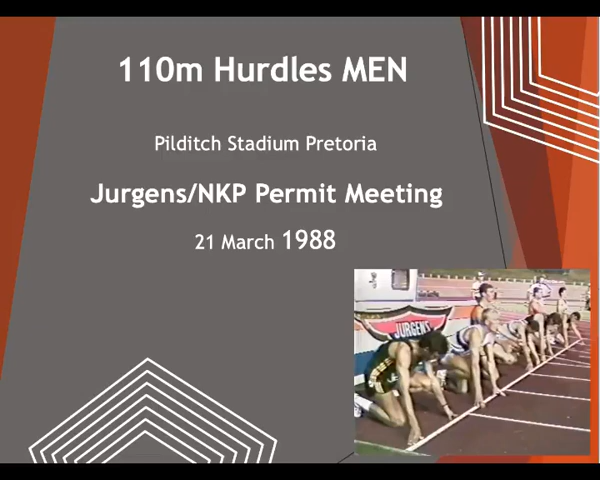 110m Hurdles MEN
Pilditch Stadium Pretoria
Jurgens/NKP Permit Meeting
21 March 1988
JURGENS